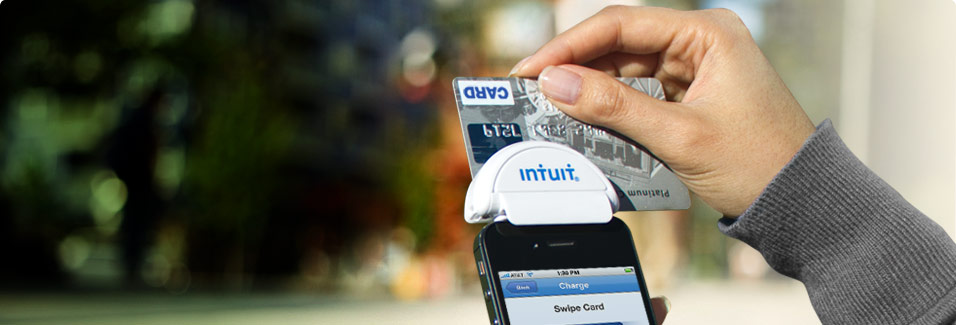 CARD
Platinum
intuit®
AT&T 1:30 PM
Back Charge
Swipe Card